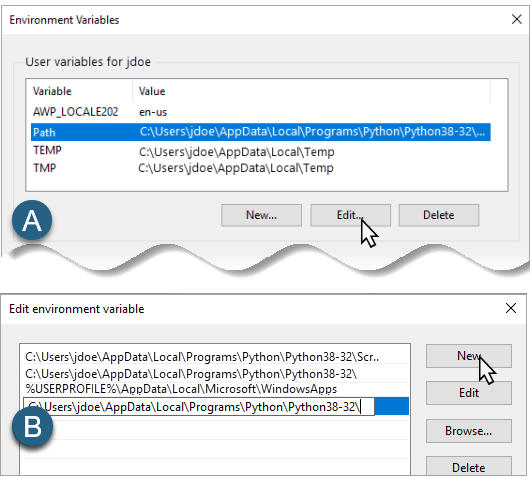 Environment Variables
User variables for jdoe
Variable Value
AWP_LOCALE202 en-us
Path C:\Users\jdoe\AppData\Local\Programs\Python\Python38-32\...
TEMP C:\Users\jdoe\AppData\Local\Temp
TMP C:\Users\jdoe\AppData\Local\Temp
A
New... Edit... Delete
Edit environment variable
C:\Users\jdoe\AppData\Local\Programs\Python\Python38-32\Scr..
C:\Users\jdoe\AppData\Local\Programs\Python\Python38-32\
%USERPROFILE%\AppData\Local\Microsoft\WindowsApps
C:\Users\jdoe\AppData\Local\Programs\Python\Python38-32\
B
New
Edit
Browse...
Delete